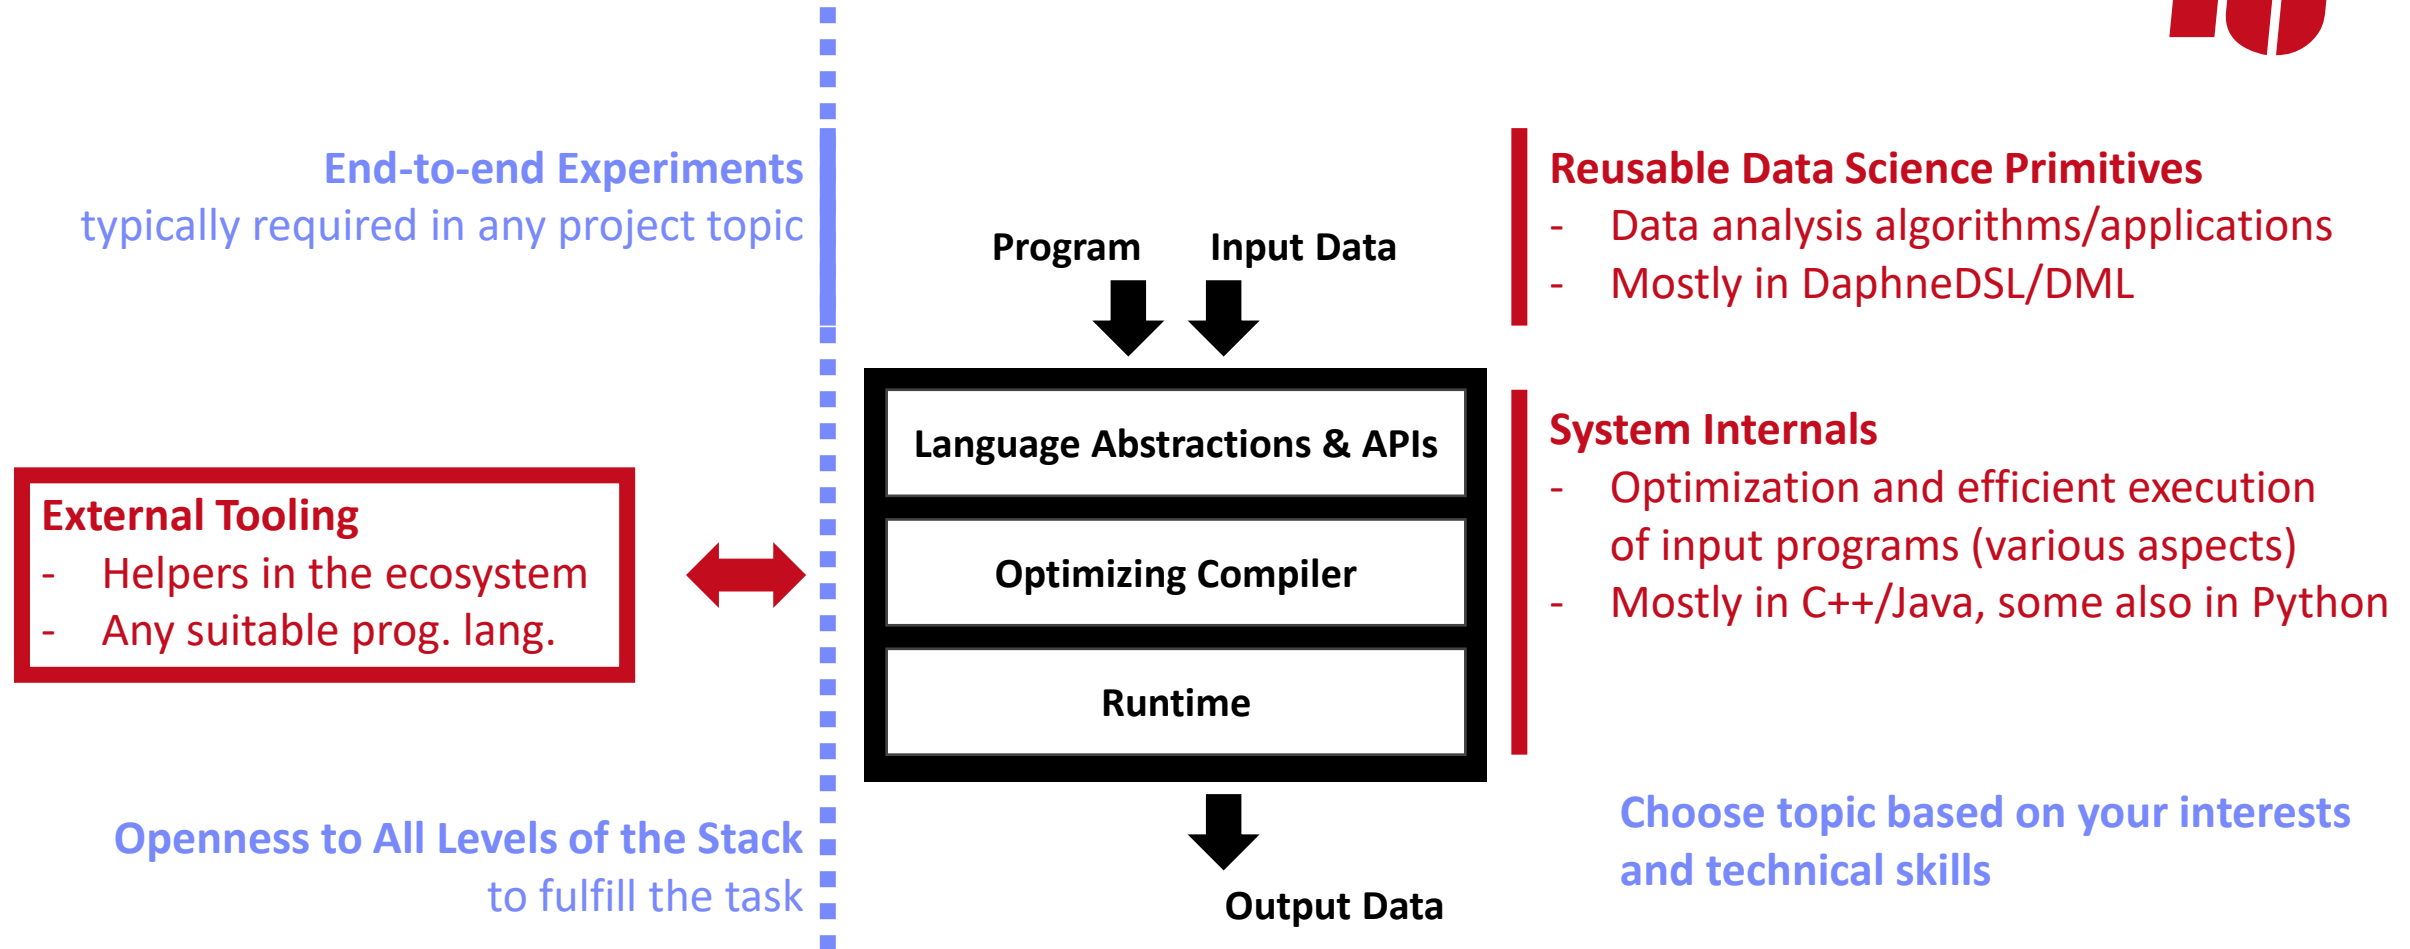 End-to-end Experiments
typically required in any project topic
External Tooling
- Helpers in the ecosystem
- Any suitable prog. lang.
Openness to All Levels of the Stack
to fulfill the task
Program Input Data
Language Abstractions & APIs
Optimizing Compiler
Runtime
Output Data
Reusable Data Science Primitives
- Data analysis algorithms/applications
- Mostly in DaphneDSL/DML
System Internals
- Optimization and efficient execution
of input programs (various aspects)
- Mostly in C++/Java, some also in Python
Choose topic based on your interests
and technical skills